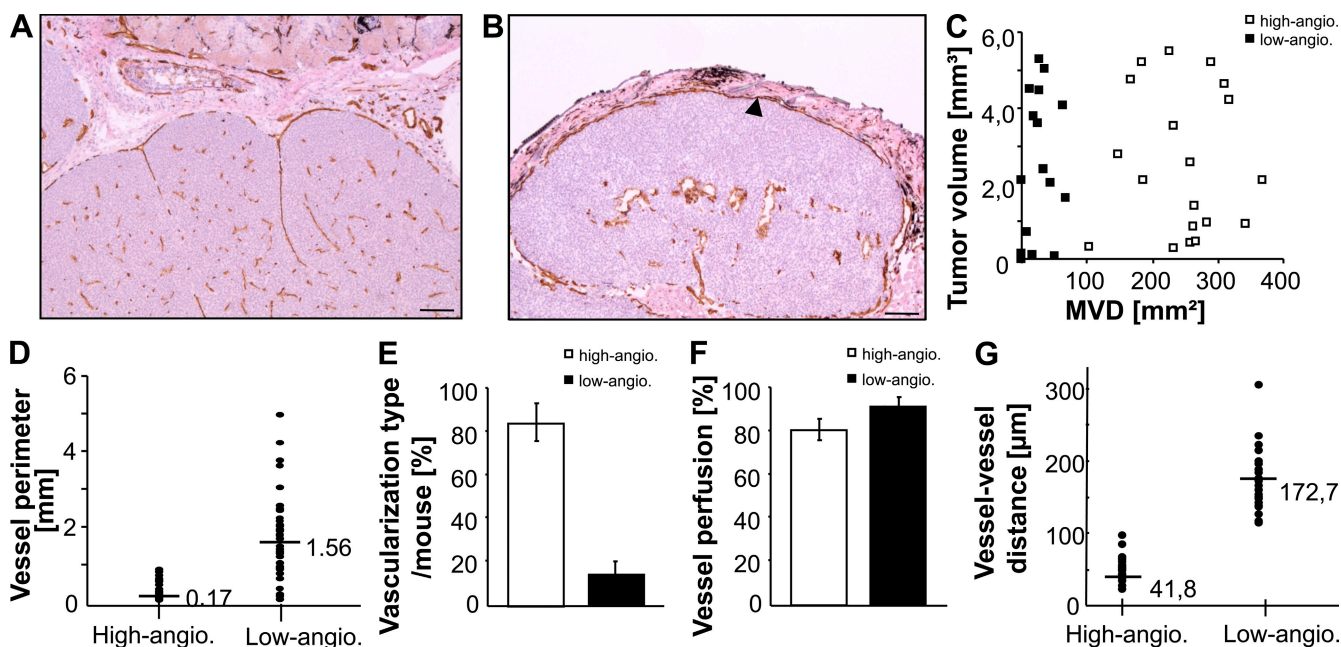 A
B
C
high-angio.
low-angio.
Tumor volume [mm³]
6,0
4,0
2,0
0
100
200
300
400
MVD [mm²]
D
Vessel perimeter
[mm]
6
4
2
0
0.17
1.56
High-angio.
Low-angio.
E
high-angio.
low-angio.
Vascularization type
/mouse [%]
100
80
60
40
20
0
F
high-angio.
low-angio.
Vessel perfusion [%]
100
80
60
40
20
0
G
Vessel-vessel
distance [µm]
300
200
100
0
41,8
172,7
High-angio.
Low-angio.